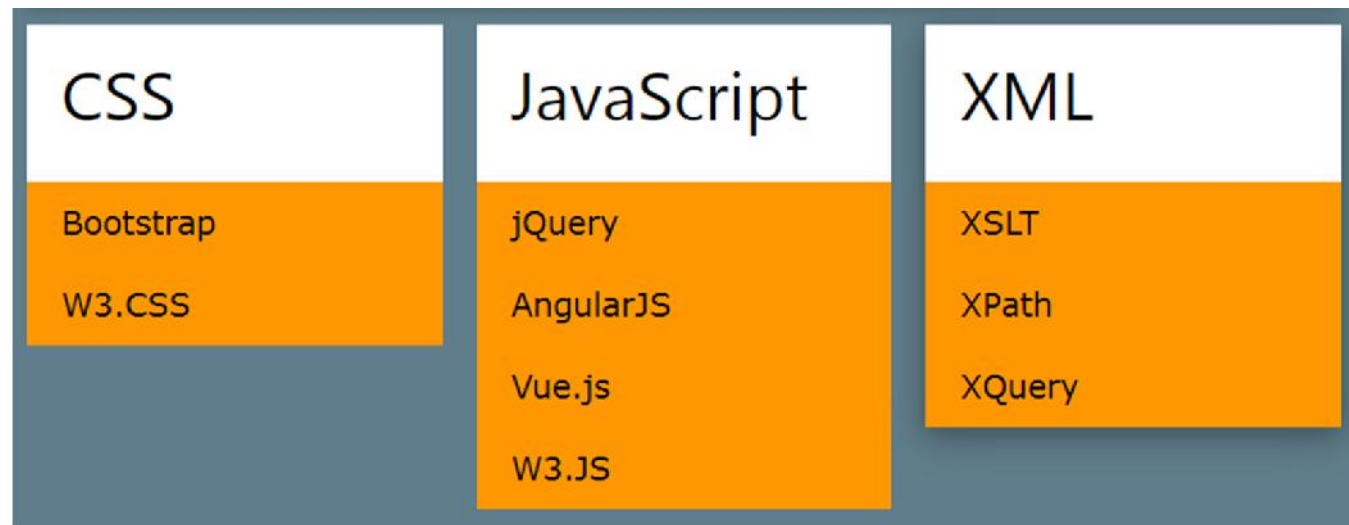 CSS
Bootstrap
W3.CSS
JavaScript
jQuery
AngularJS
Vue.js
W3.JS
XML
XSLT
XPath
XQuery